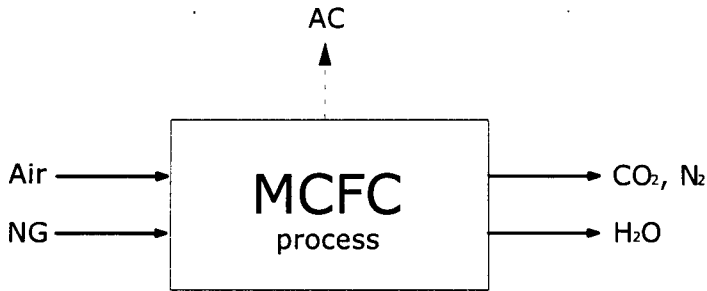 AC
Air
MCFC
process
CO₂, N₂
NG
H₂O